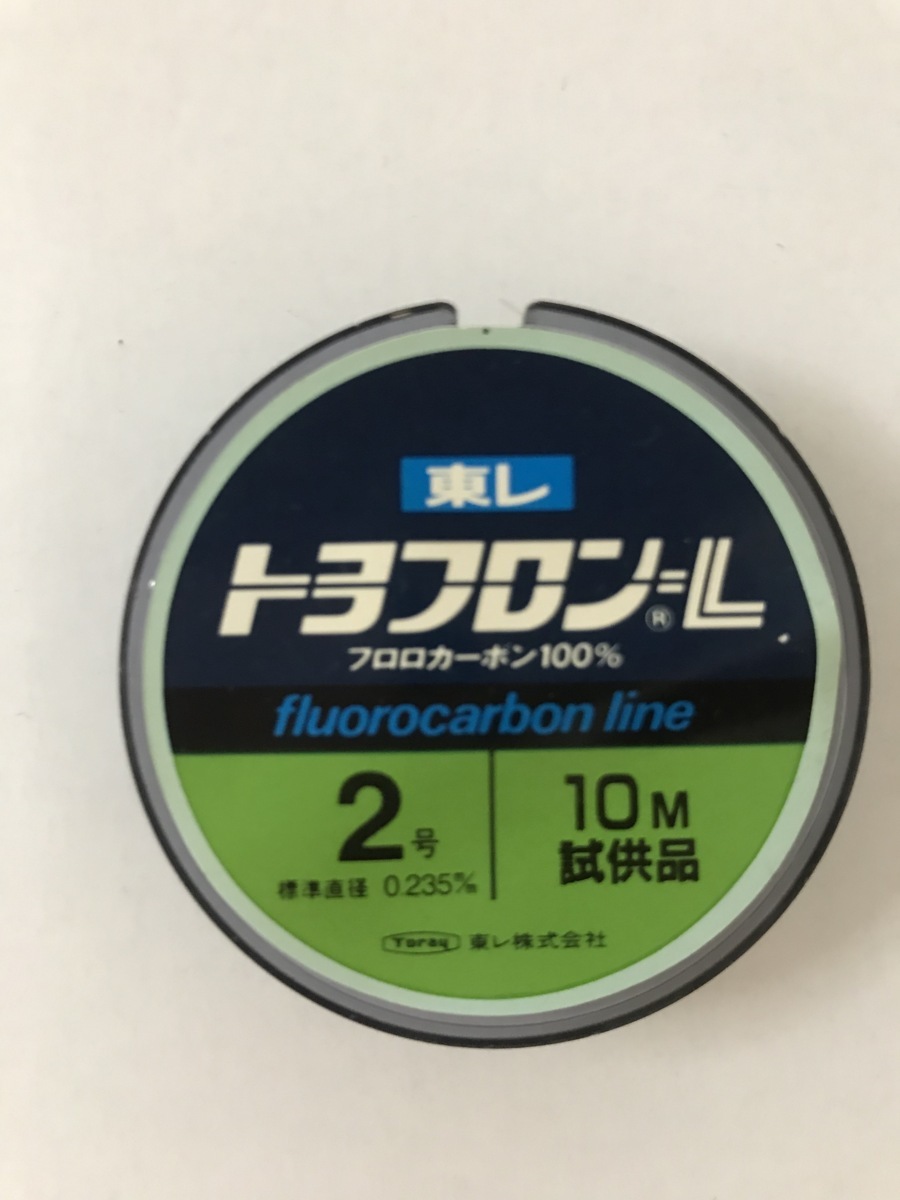 東レ
トヨフロン=L®
フロロカーボン100%
fluorocarbon line
2号
標準直径 0.235m/m
10M
試供品
Toray 東レ株式会社